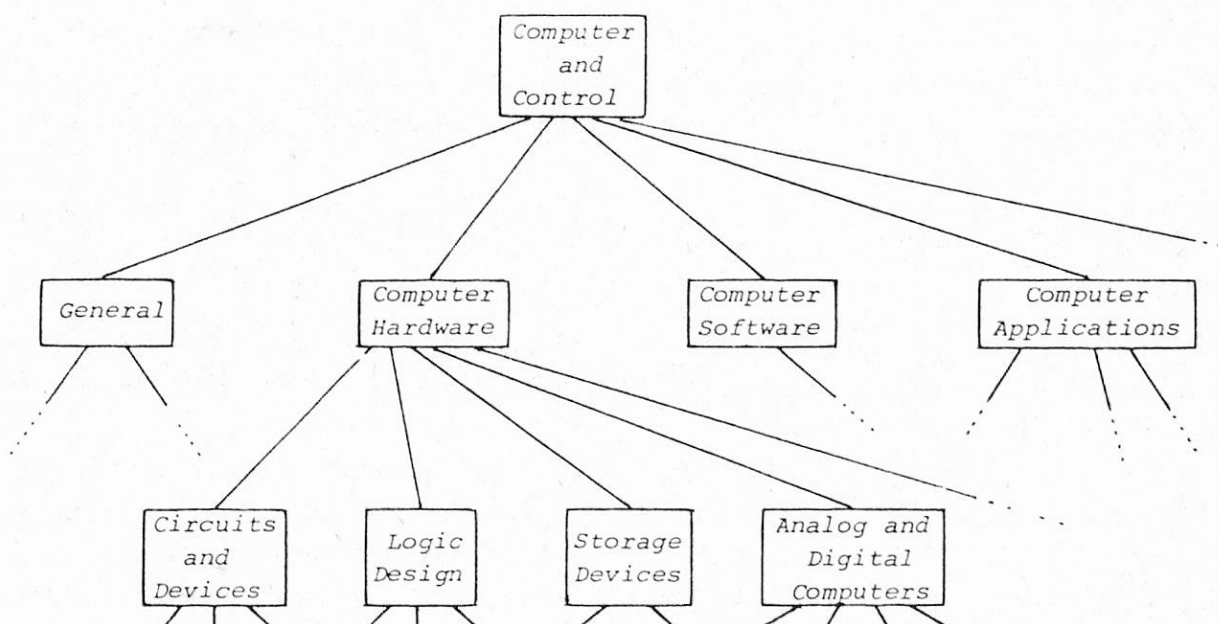 Computer
and
Control
General
Computer
Hardware
Computer
Software
Computer
Applications
Circuits
and
Devices
Logic
Design
Storage
Devices
Analog and
Digital
Computers